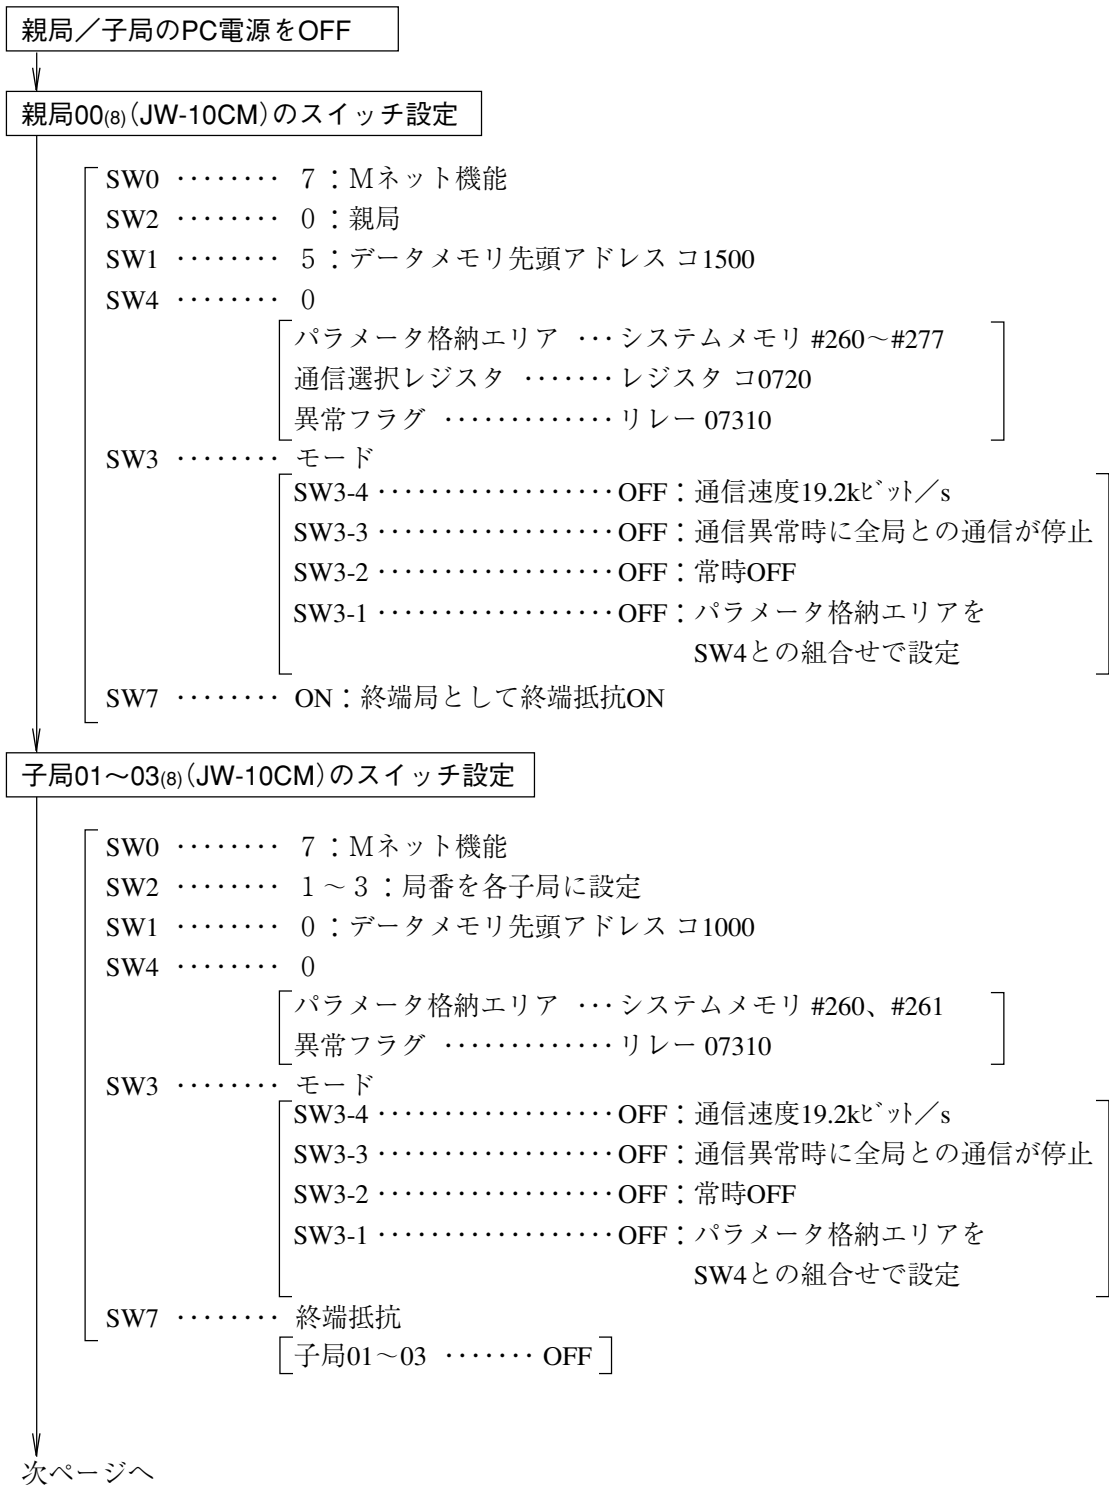 親局／子局のPC電源をOFF
親局00(8)(JW-10CM)のスイッチ設定
SW0 ‥‥‥‥ ７：Mネット機能
SW2 ‥‥‥‥ ０：親局
SW1 ‥‥‥‥ ５：データメモリ先頭アドレス コ1500
SW4 ‥‥‥‥ ０
パラメータ格納エリア ‥・システムメモリ #260～#277
通信選択レジスタ ‥‥‥・レジスタ コ0720
異常フラグ ‥‥‥‥‥‥・リレー 07310
SW3 ‥‥‥‥ モード
SW3-4 ‥‥‥‥‥‥‥‥‥OFF：通信速度19.2kﾋﾞｯﾄ／s
SW3-3 ‥‥‥‥‥‥‥‥‥OFF：通信異常時に全局との通信が停止
SW3-2 ‥‥‥‥‥‥‥‥‥OFF：常時OFF
SW3-1 ‥‥‥‥‥‥‥‥‥OFF：パラメータ格納エリアを
SW4との組合せで設定
SW7 ‥‥‥‥ ON：終端局として終端抵抗ON
子局01～03(8)(JW-10CM)のスイッチ設定
SW0 ‥‥‥‥ ７：Mネット機能
SW2 ‥‥‥‥ １～３：局番を各子局に設定
SW1 ‥‥‥‥ ０：データメモリ先頭アドレス コ1000
SW4 ‥‥‥‥ ０
パラメータ格納エリア ‥・システムメモリ #260、#261
異常フラグ ‥‥‥‥‥‥・リレー 07310
SW3 ‥‥‥‥ モード
SW3-4 ‥‥‥‥‥‥‥‥‥OFF：通信速度19.2kﾋﾞｯﾄ／s
SW3-3 ‥‥‥‥‥‥‥‥‥OFF：通信異常時に全局との通信が停止
SW3-2 ‥‥‥‥‥‥‥‥‥OFF：常時OFF
SW3-1 ‥‥‥‥‥‥‥‥‥OFF：パラメータ格納エリアを
SW4との組合せで設定
SW7 ‥‥‥‥ 終端抵抗
子局01～03 ‥‥‥・ OFF
次ページへ